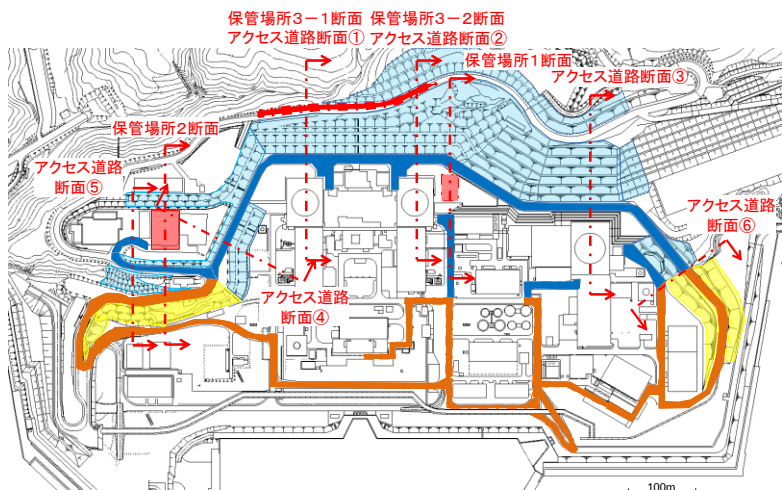 保管場所3-1断面
アクセス道路断面①
保管場所3-2断面
アクセス道路断面②
保管場所1断面
アクセス道路断面③
保管場所2断面
アクセス道路
断面⑤
アクセス道路
断面⑥
アクセス道路
断面④
100m